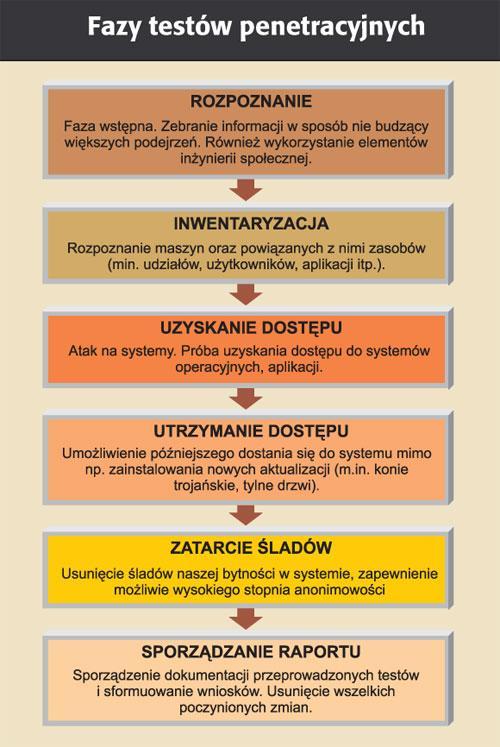 Fazy testów penetracyjnych
ROZPOZNANIE
Faza wstępna. Zebranie informacji w sposób nie budzący
większych podejrzeń. Również wykorzystanie elementów
inżynierii społecznej.
INWENTARYZACJA
Rozpoznanie maszyn oraz powiązanych z nimi zasobów
(min. udziałów, użytkowników, aplikacji itp.).
UZYSKANIE DOSTĘPU
Atak na systemy. Próba uzyskania dostępu do systemów
operacyjnych, aplikacji.
UTRZYMANIE DOSTĘPU
Umożliwienie późniejszego dostania się do systemu mimo
np. zainstalowania nowych aktualizacji (m.in. konie
trojańskie, tylne drzwi).
ZATARCIE ŚLADÓW
Usunięcie śladów naszej bytności w systemie, zapewnienie
możliwie wysokiego stopnia anonimowości
SPORZĄDZANIE RAPORTU
Sporządzenie dokumentacji przeprowadzonych testów
i sformuowanie wniosków. Usunięcie wszelkich
poczynionych zmian.